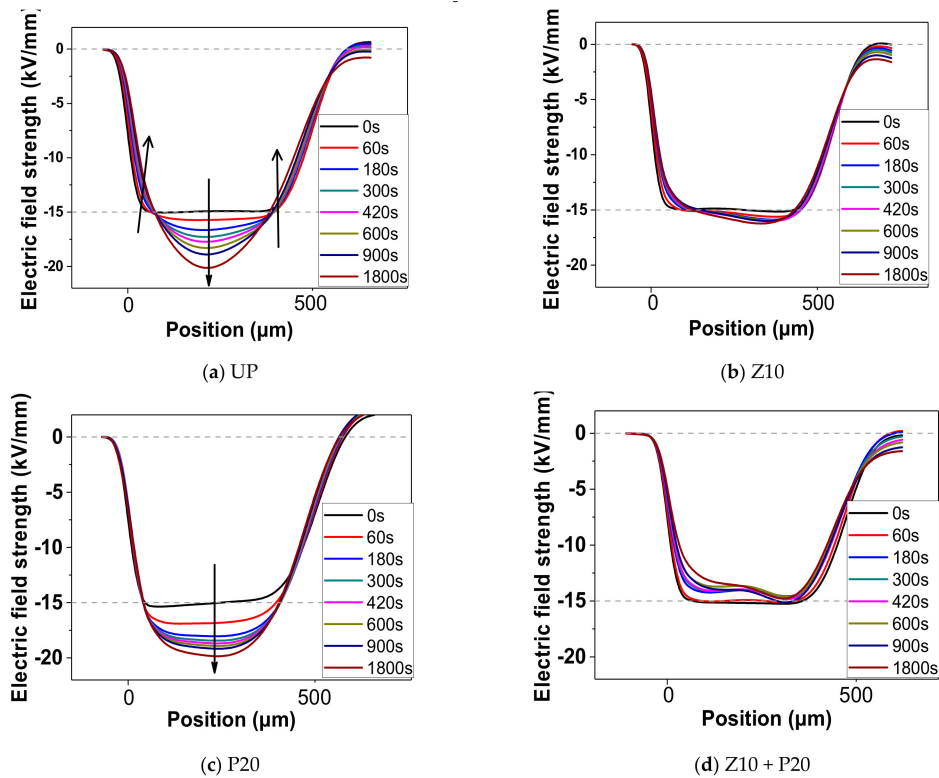 Electric field strength (kV/mm)
0
-5
-10
-15
-20
0
500
Position (μm)
0s
60s
180s
300s
420s
600s
900s
1800s
(a) UP
Electric field strength (kV/mm)
0
-5
-10
-15
-20
0
500
Position (μm)
0s
60s
180s
300s
420s
600s
900s
1800s
(b) Z10
Electric field strength (kV/mm)
0
-5
-10
-15
-20
0
500
Position (μm)
0s
60s
180s
300s
420s
600s
900s
1800s
(c) P20
Electric field strength (kV/mm)
0
-5
-10
-15
-20
0
500
Position (μm)
0s
60s
180s
300s
420s
600s
900s
1800s
(d) Z10 + P20